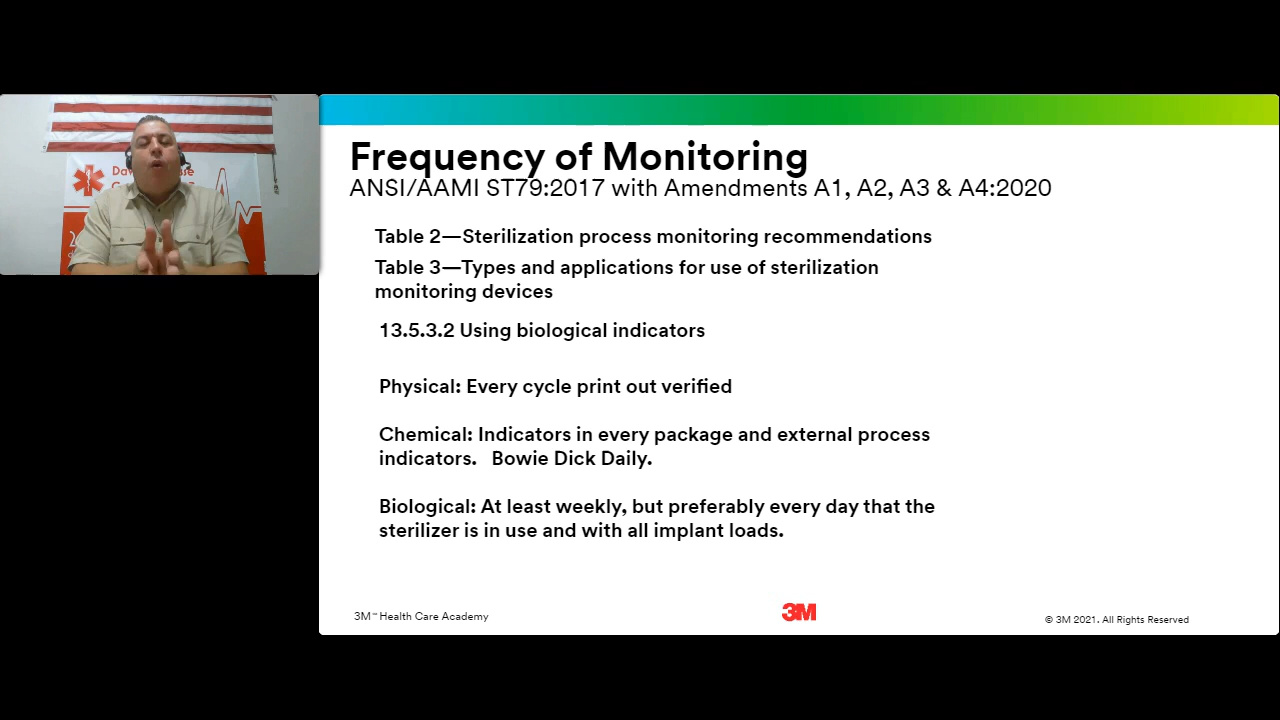 Frequency of Monitoring
ANSI/AAMI ST79:2017 with Amendments A1, A2, A3 & A4:2020
Table 2—Sterilization process monitoring recommendations
Table 3—Types and applications for use of sterilization
monitoring devices
13.5.3.2 Using biological indicators
Physical: Every cycle print out verified
Chemical: Indicators in every package and external process
indicators. Bowie Dick Daily.
Biological: At least weekly, but preferably every day that the
sterilizer is in use and with all implant loads.
3M™ Health Care Academy
3M
© 3M 2021. All Rights Reserved